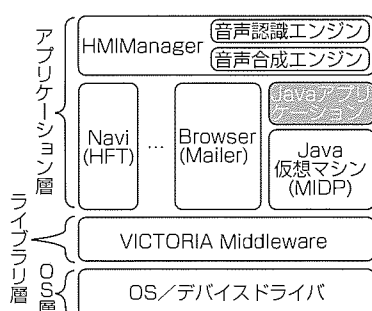 アプリケーション層
HMIManager
音声認識エンジン
音声合成エンジン
Navi
(HFT)
…
Browser
(Mailer)
Javaアプリ
ケーション
Java
仮想マシン
(MIDP)
ライブラリ層
VICTORIA Middleware
OS層
OS／デバイスドライバ